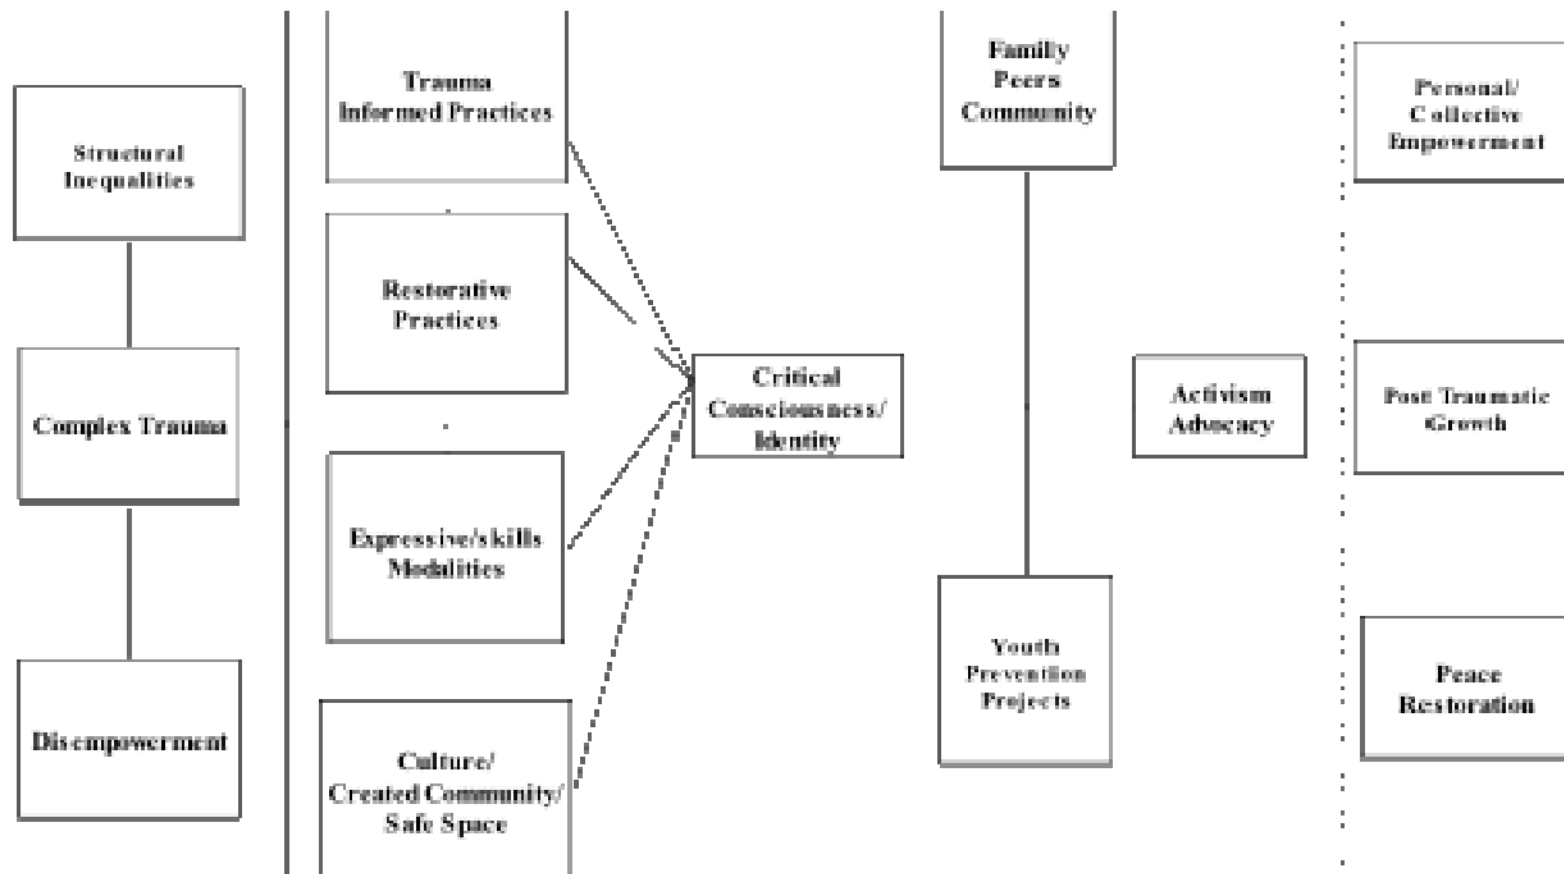 Structural
Inequalities
Complex Trauma
Disempowerment
Trauma
Informed Practices
Restorative
Practices
Expressive/skills
Modalities
Culture/
Created Community/
Safe Space
Critical
Consciousness/
Identity
Family
Peers
Community
Youth
Prevention
Projects
Activism
Advocacy
Personal/
Collective
Empowerment
Post Traumatic
Growth
Peace
Restoration